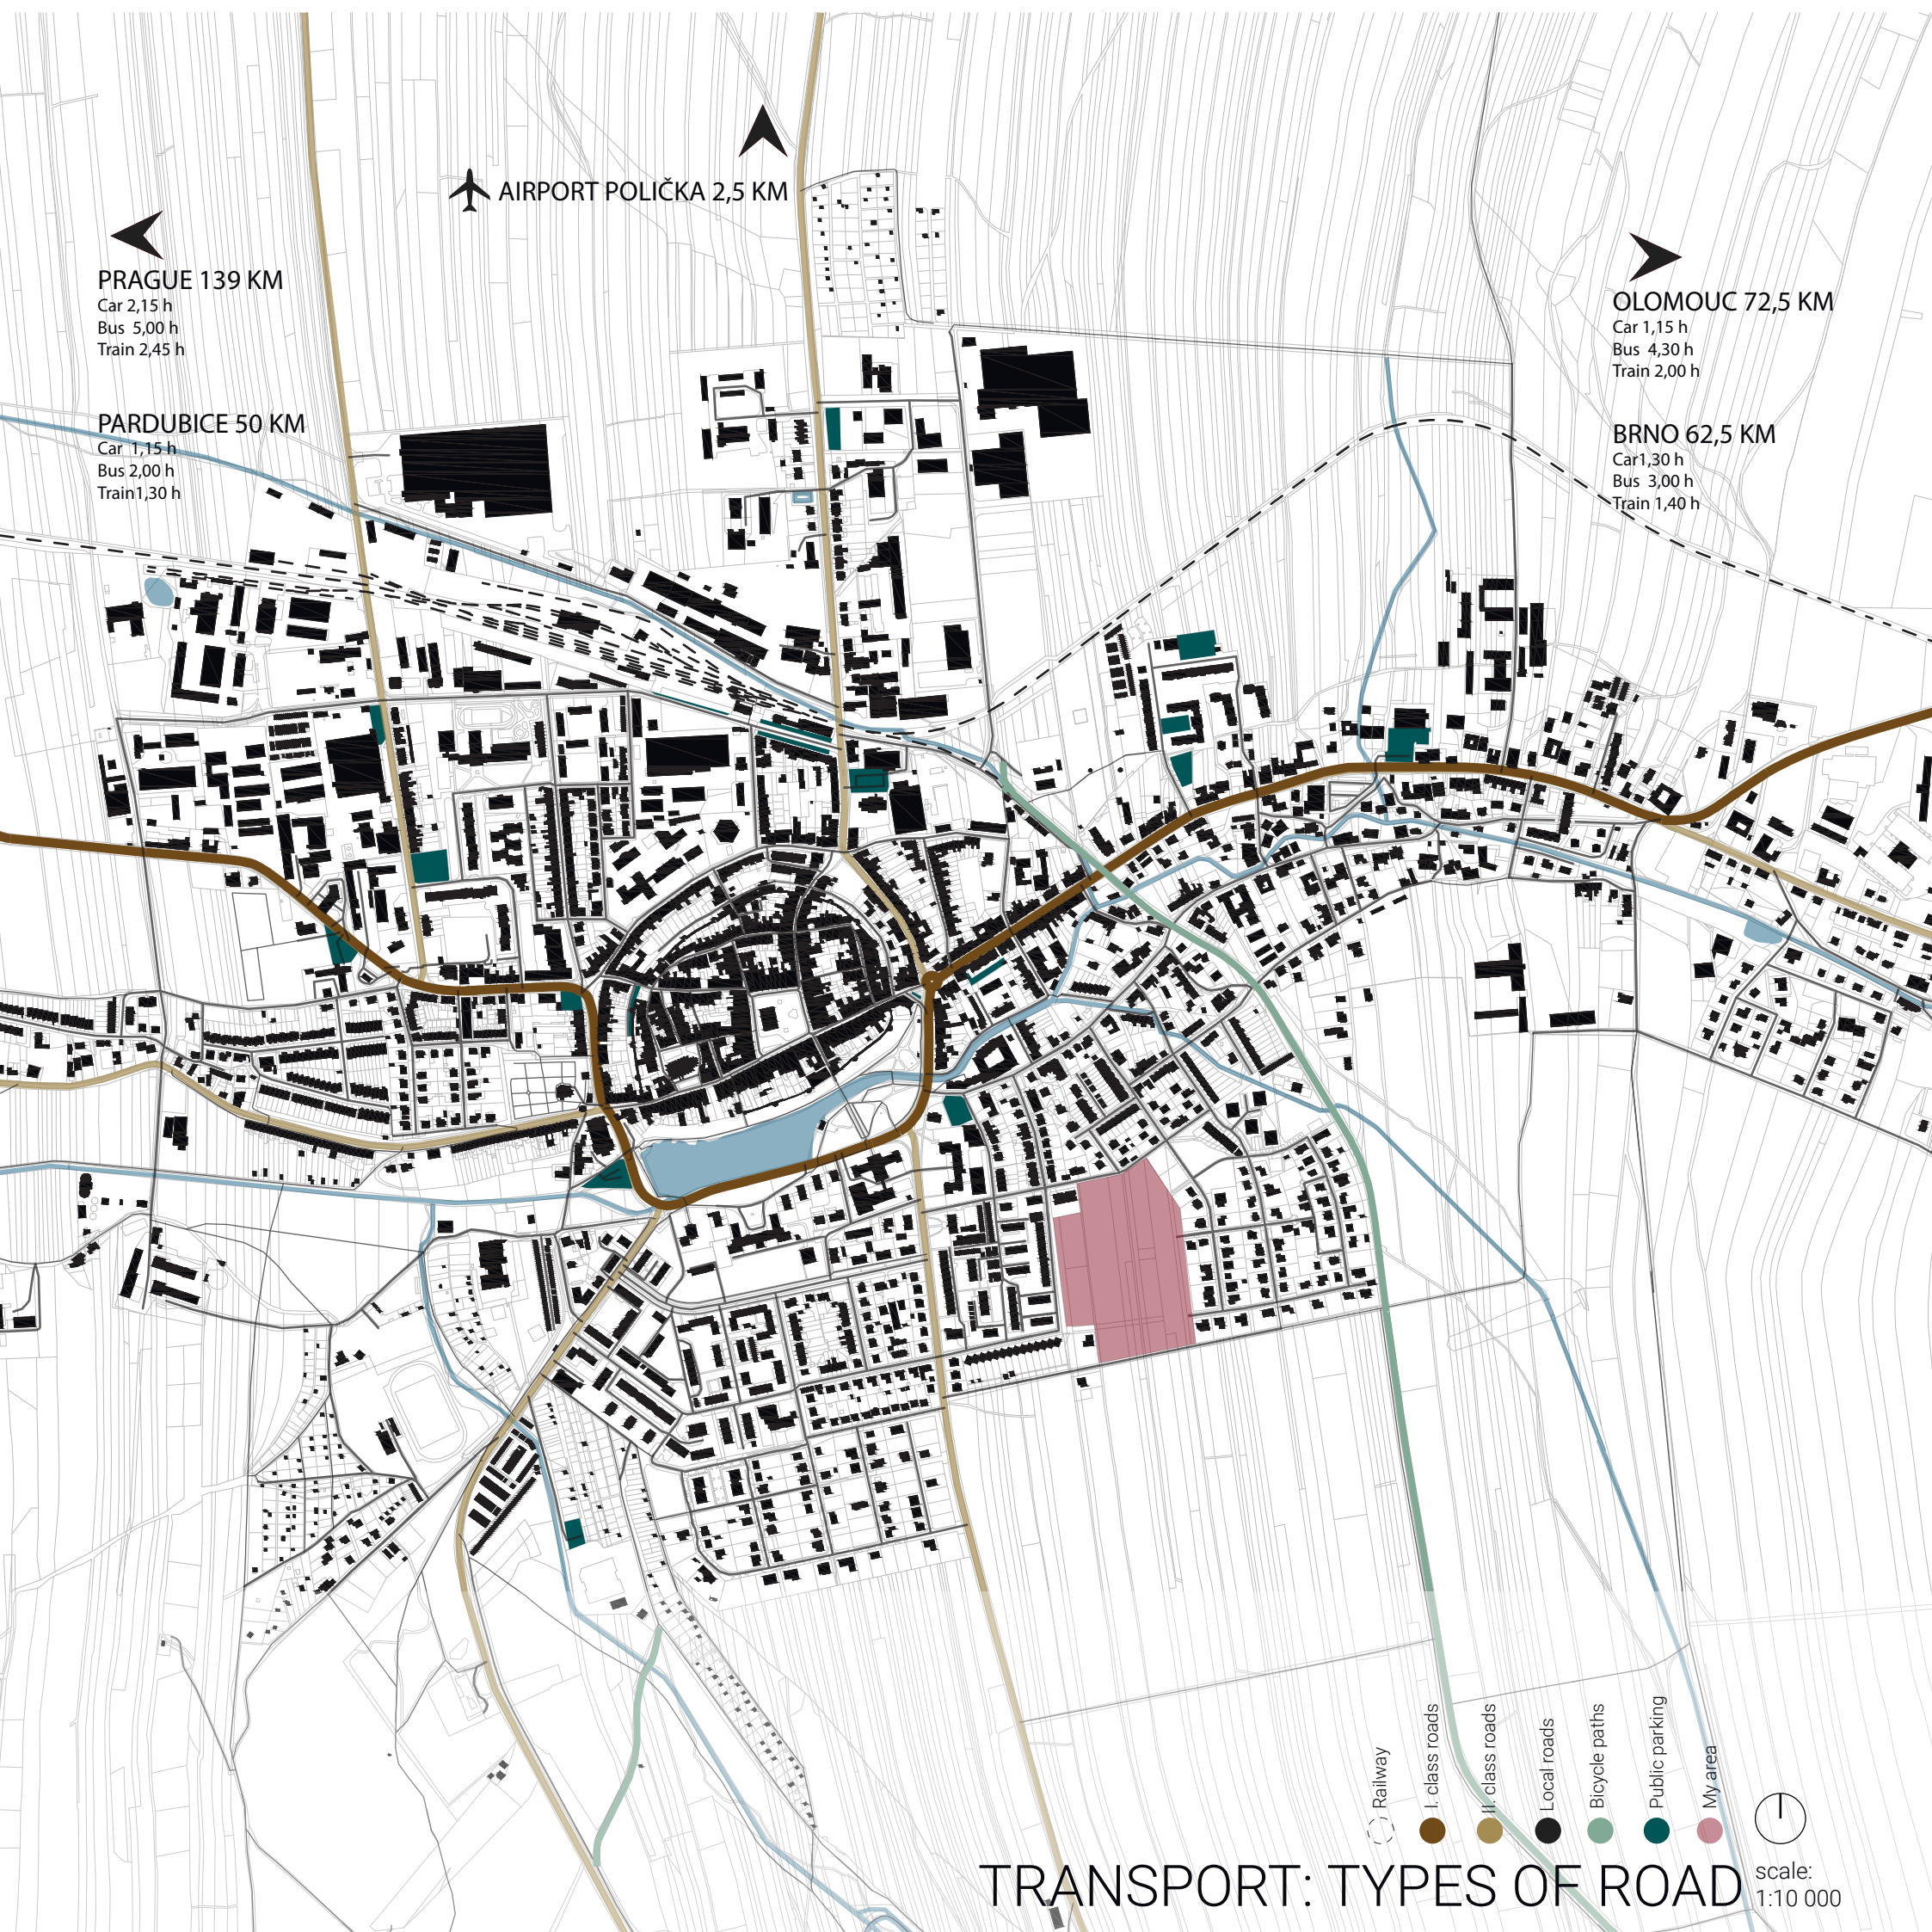 AIRPORT POLIČKA 2,5 KM
PRAGUE 139 KM
Car 2,15 h
Bus 5,00 h
Train 2,45 h
PARDUBICE 50 KM
Car 1,15 h
Bus 2,00 h
Train1,30 h
OLOMOUC 72,5 KM
Car 1,15 h
Bus 4,30 h
Train 2,00 h
BRNO 62,5 KM
Car1,30 h
Bus 3,00 h
Train 1,40 h
Railway
I. class roads
II. class roads
Local roads
Bicycle paths
Public parking
My area
TRANSPORT: TYPES OF ROAD
scale:
1:10 000